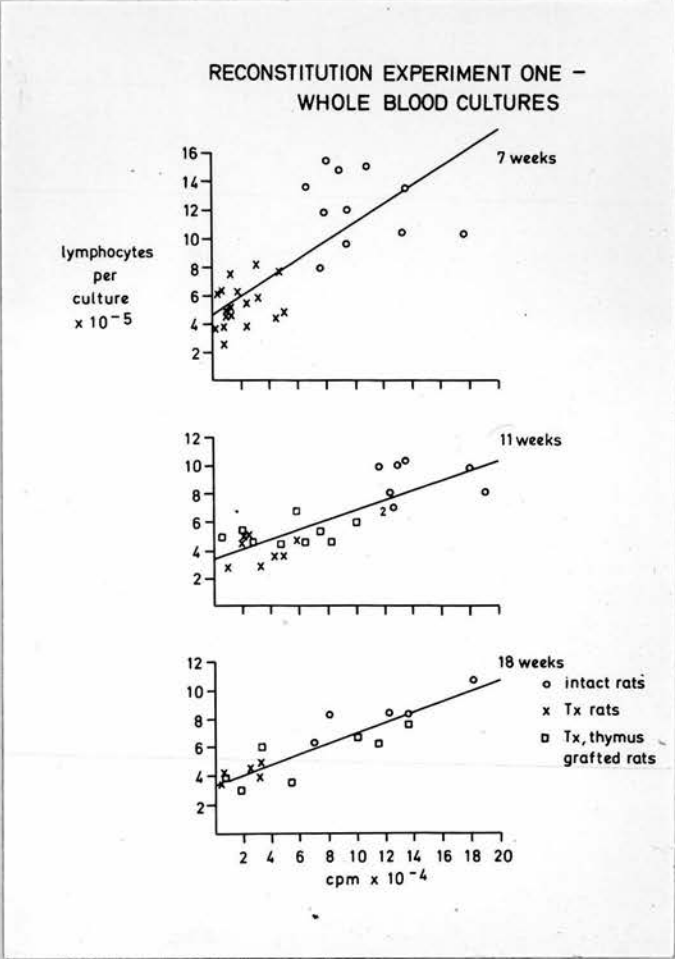 RECONSTITUTION EXPERIMENT ONE –
WHOLE BLOOD CULTURES
7 weeks
16
14
12
10
8
6
4
2
lymphocytes
per
culture
x 10⁻⁵
11 weeks
12
10
8
6
4
2
2
18 weeks
12
10
8
6
4
2
o intact rats
x Tx rats
□ Tx, thymus
grafted rats
2 4 6 8 10 12 14 16 18 20
cpm x 10⁻⁴